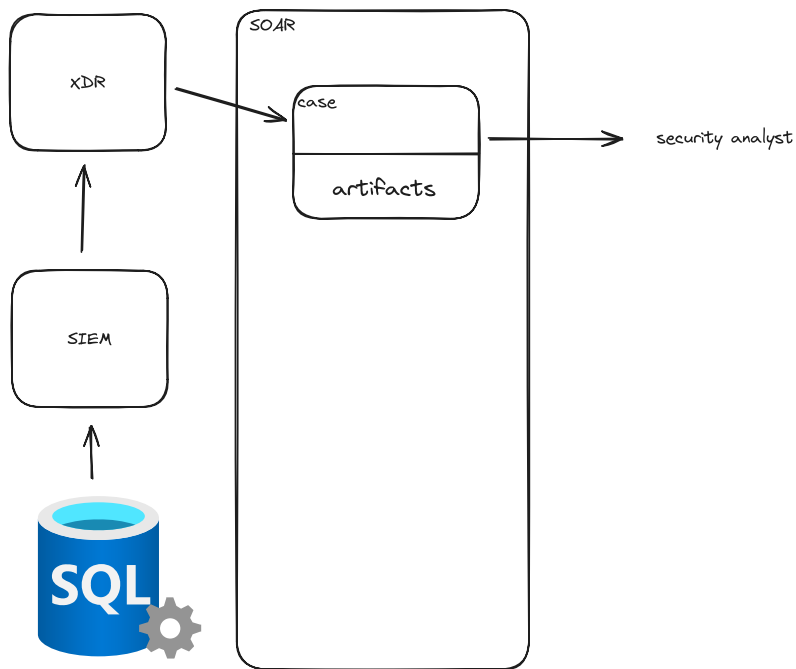 SOAR
XDR
case
security analyst
artifacts
SIEM
SQL